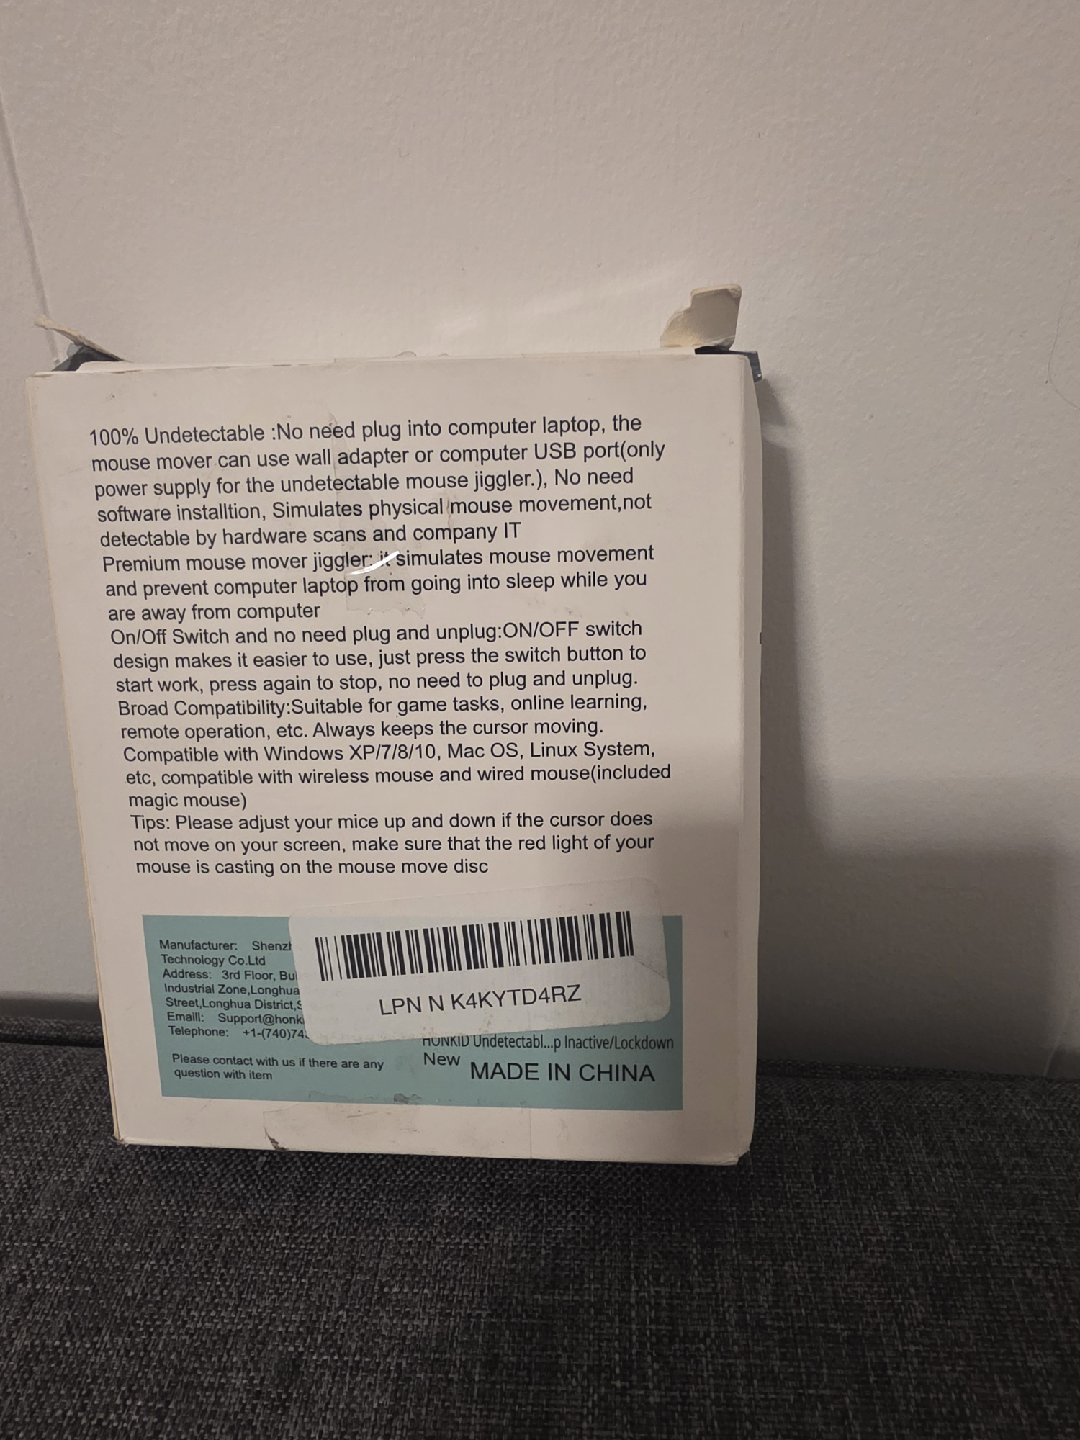 100% Undetectable :No need plug into computer laptop, the
mouse mover can use wall adapter or computer USB port(only
power supply for the undetectable mouse jiggler.), No need
software installtion, Simulates physical mouse movement,not
detectable by hardware scans and company IT
Premium mouse mover jiggler: it simulates mouse movement
and prevent computer laptop from going into sleep while you
are away from computer
On/Off Switch and no need plug and unplug:ON/OFF switch
design makes it easier to use, just press the switch button to
start work, press again to stop, no need to plug and unplug.
Broad Compatibility:Suitable for game tasks, online learning,
remote operation, etc. Always keeps the cursor moving.
Compatible with Windows XP/7/8/10, Mac OS, Linux System,
etc, compatible with wireless mouse and wired mouse(included
magic mouse)
Tips: Please adjust your mice up and down if the cursor does
not move on your screen, make sure that the red light of your
mouse is casting on the mouse move disc
Manufacturer:
Technology Co.Ltd
Address: 3rd Floor,
Industrial Zone,Longhua
Street,Longhua District,
Emaill:
Telephone: +1-(740)74
Please contact with us if there are any
question with item
LPN N K4KYTD4RZ
HONKID Undetectabl...p Inactive/Lockdown
New
MADE IN CHINA